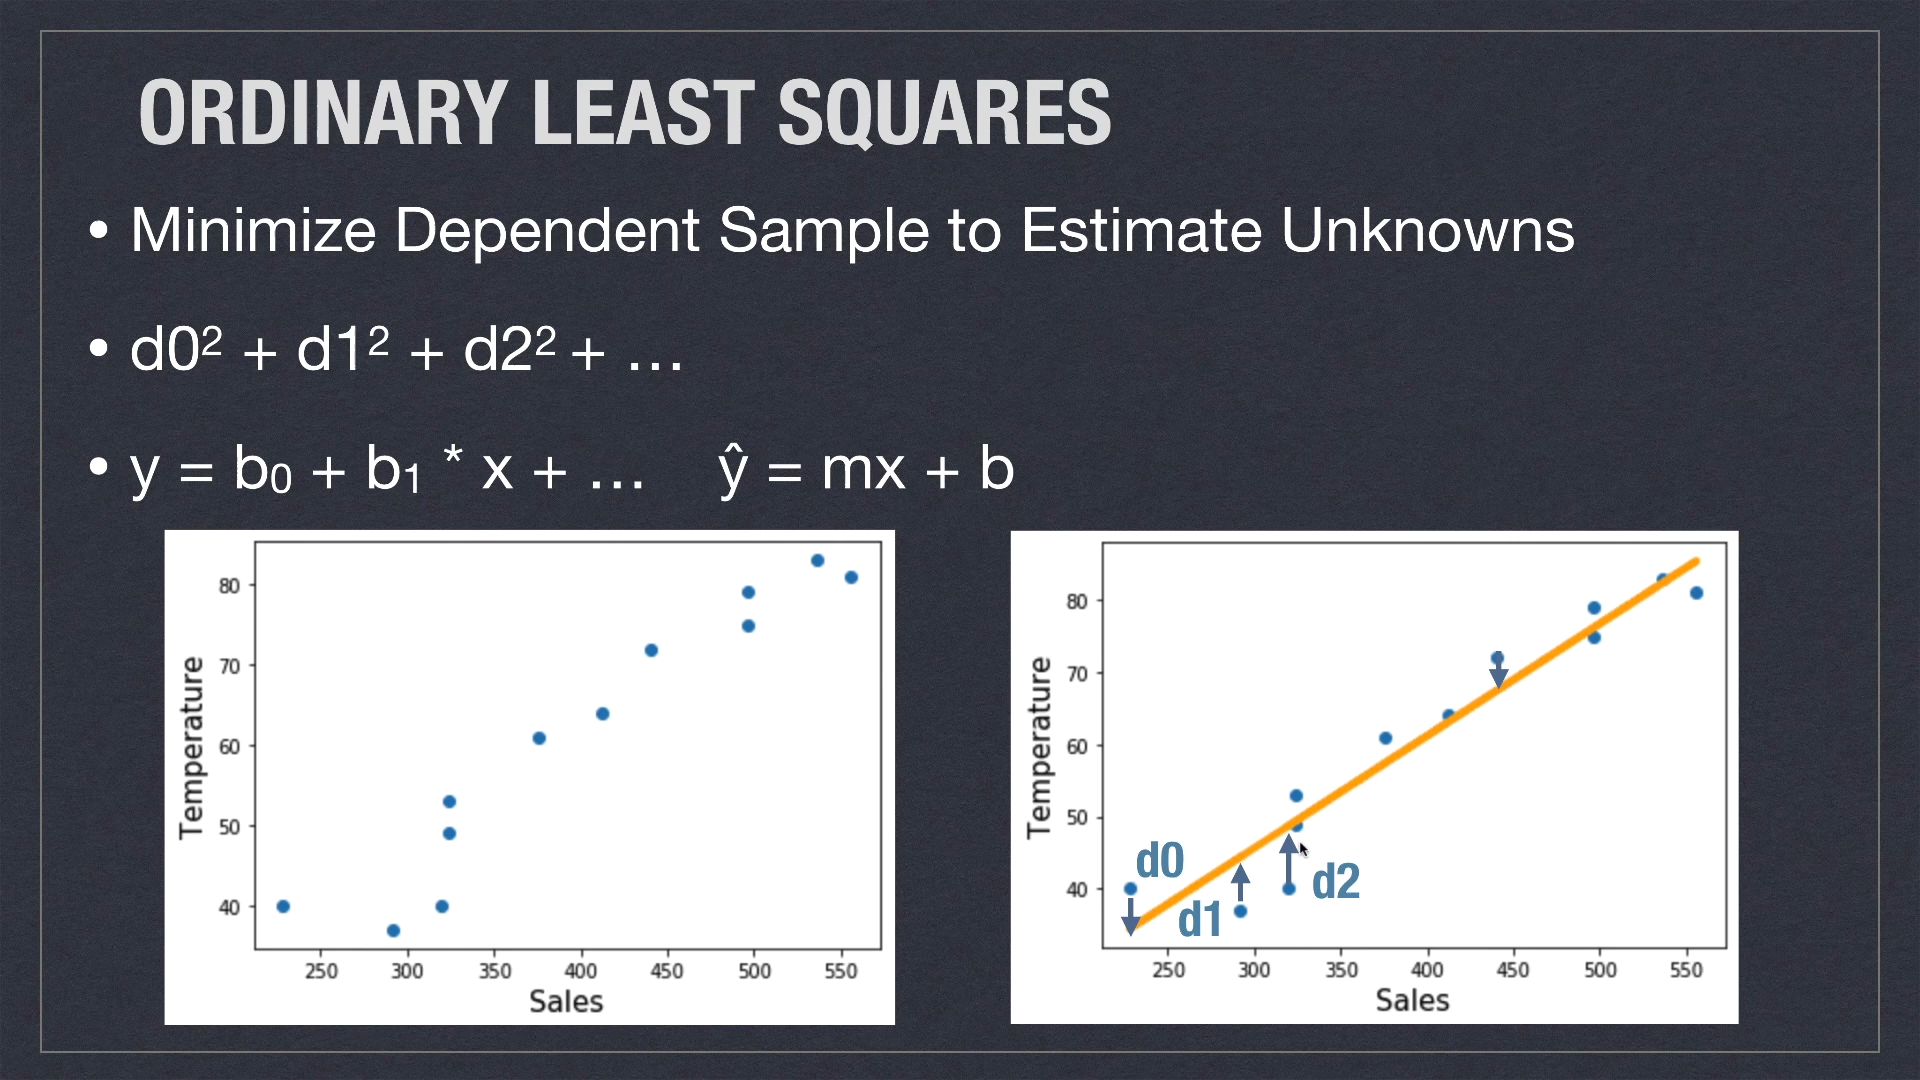 ORDINARY LEAST SQUARES
• Minimize Dependent Sample to Estimate Unknowns
• d0² + d1² + d2² + …
• y = b₀ + b₁ * x + … ŷ = mx + b
80
70
60
50
40
Temperature
250 300 350 400 450 500 550
Sales
80
70
60
50
40
Temperature
d0
d1
d2
250 300 350 400 450 500 550
Sales